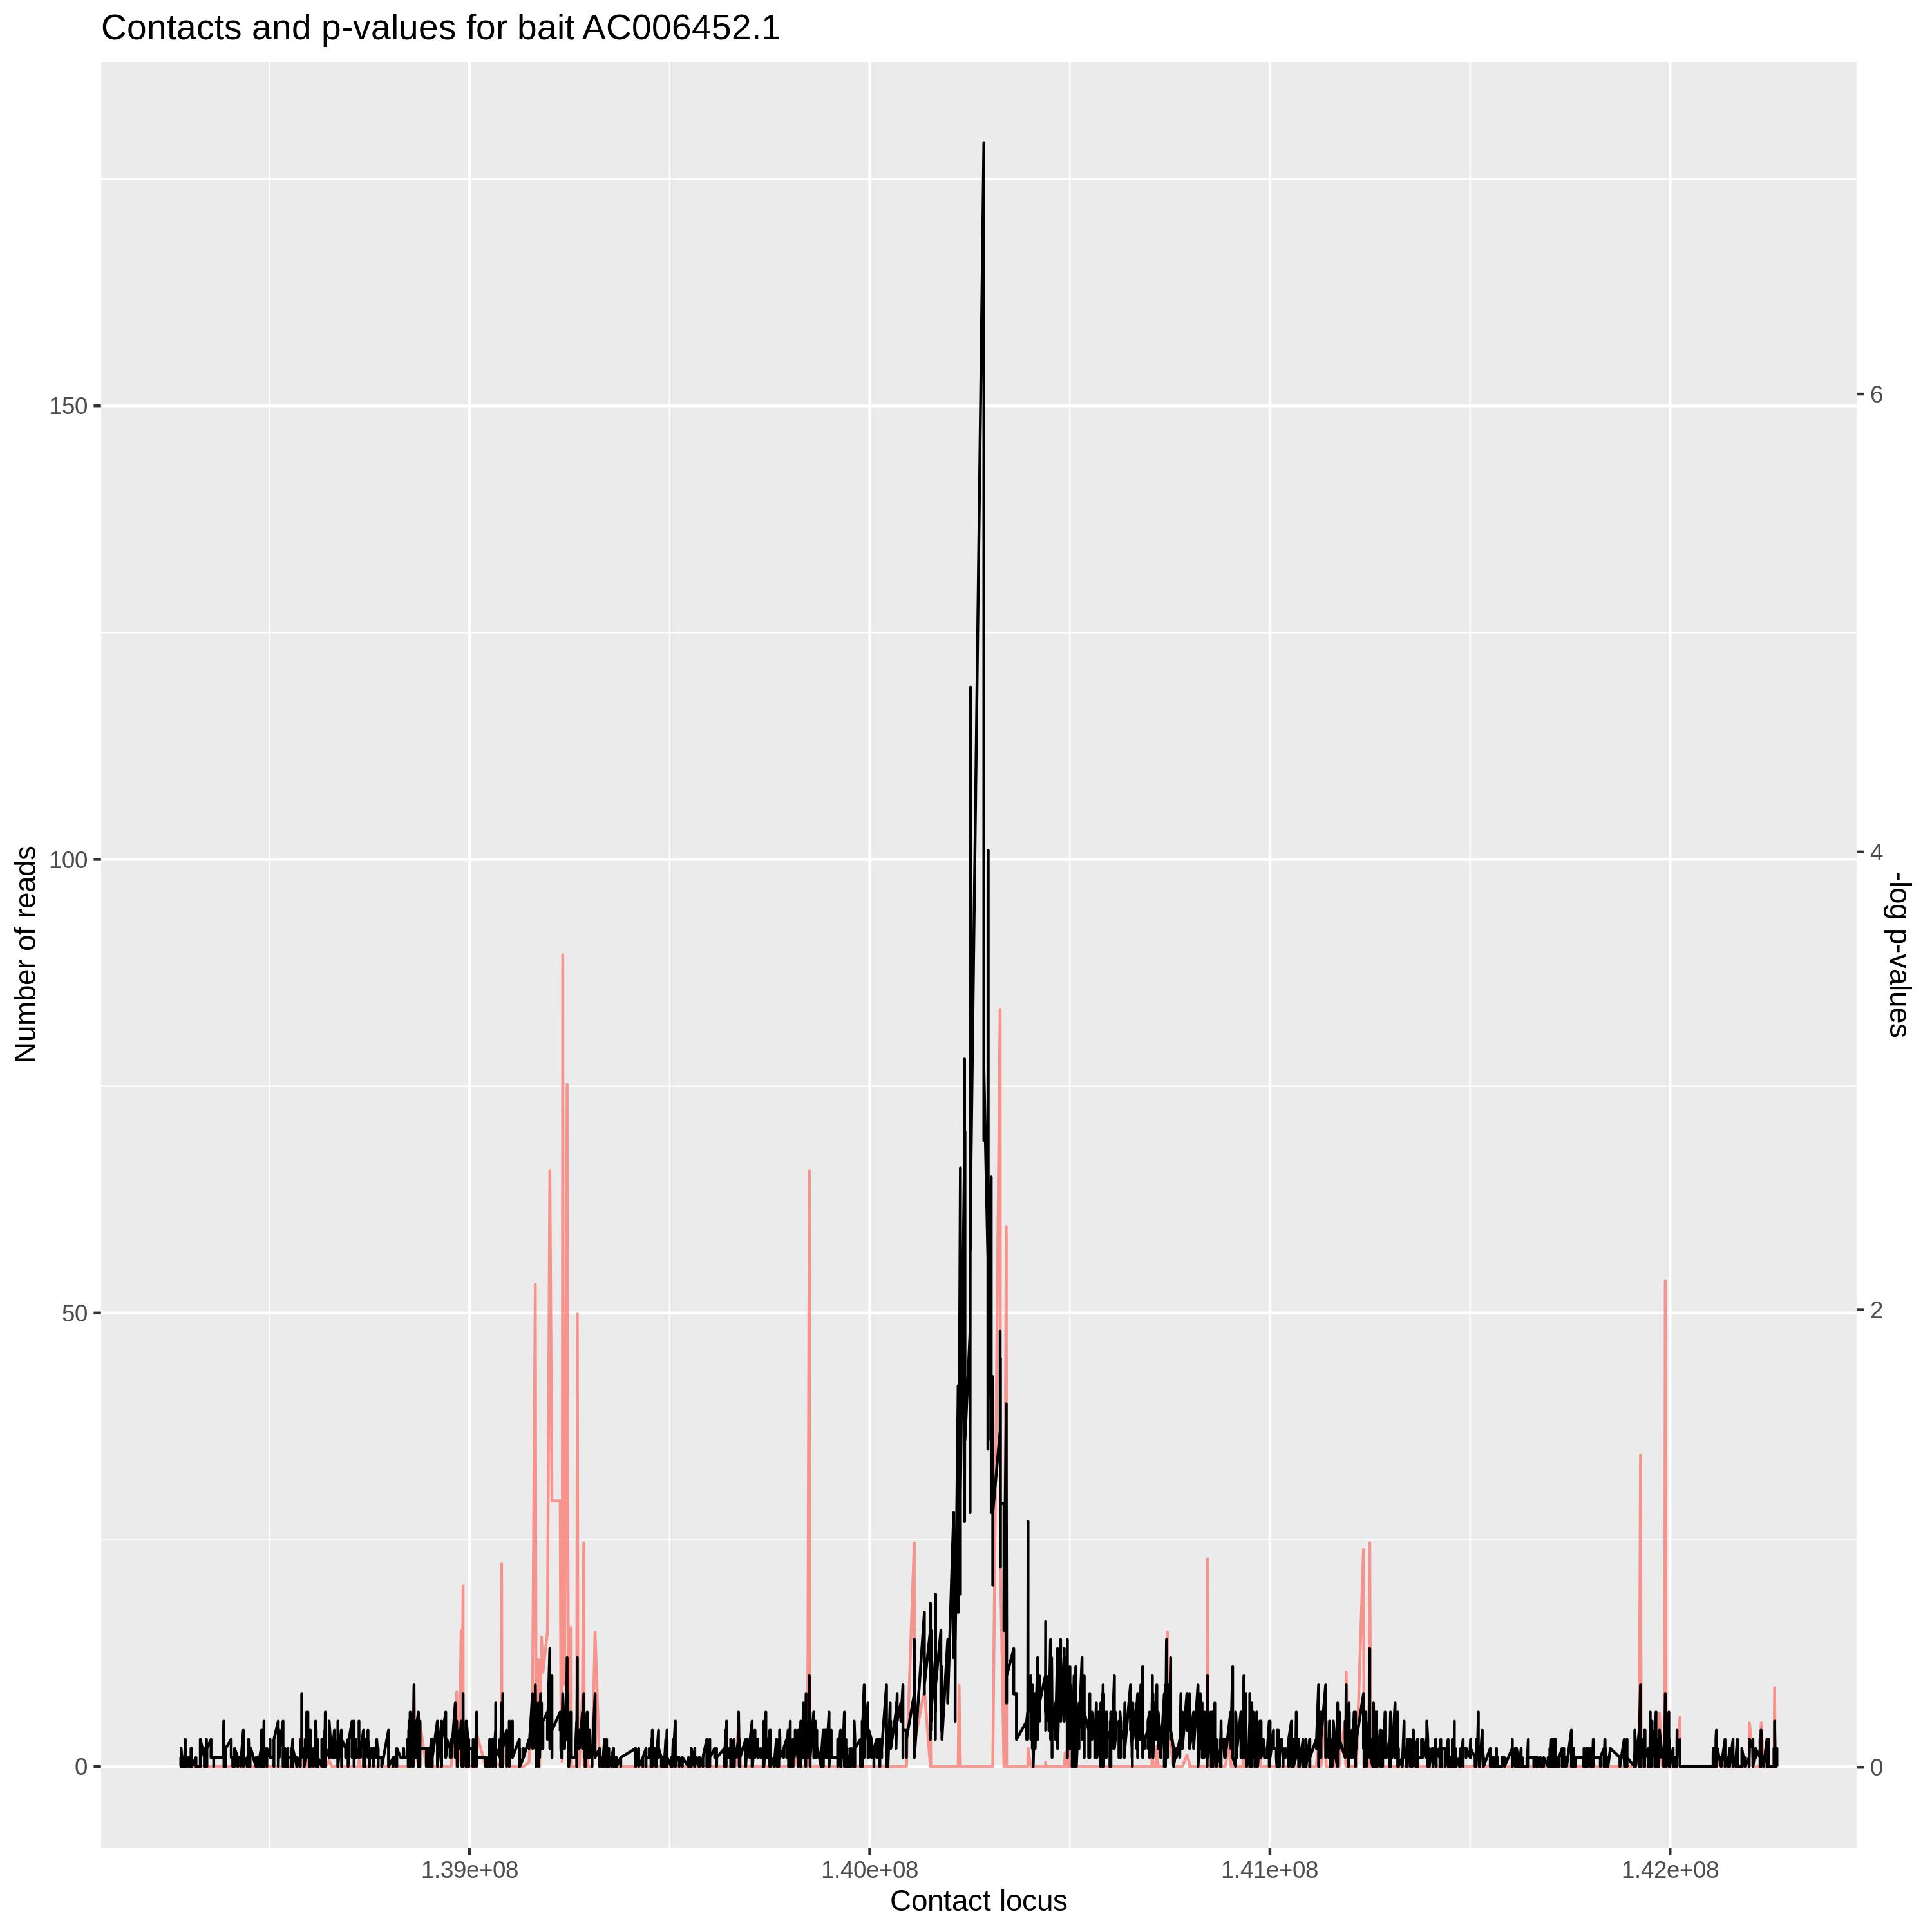 Contacts and p-values for bait AC006452.1
150
100
50
0
Number of reads
6
4
2
0
-log p-values
1.39e+08
1.40e+08
1.41e+08
1.42e+08
Contact locus